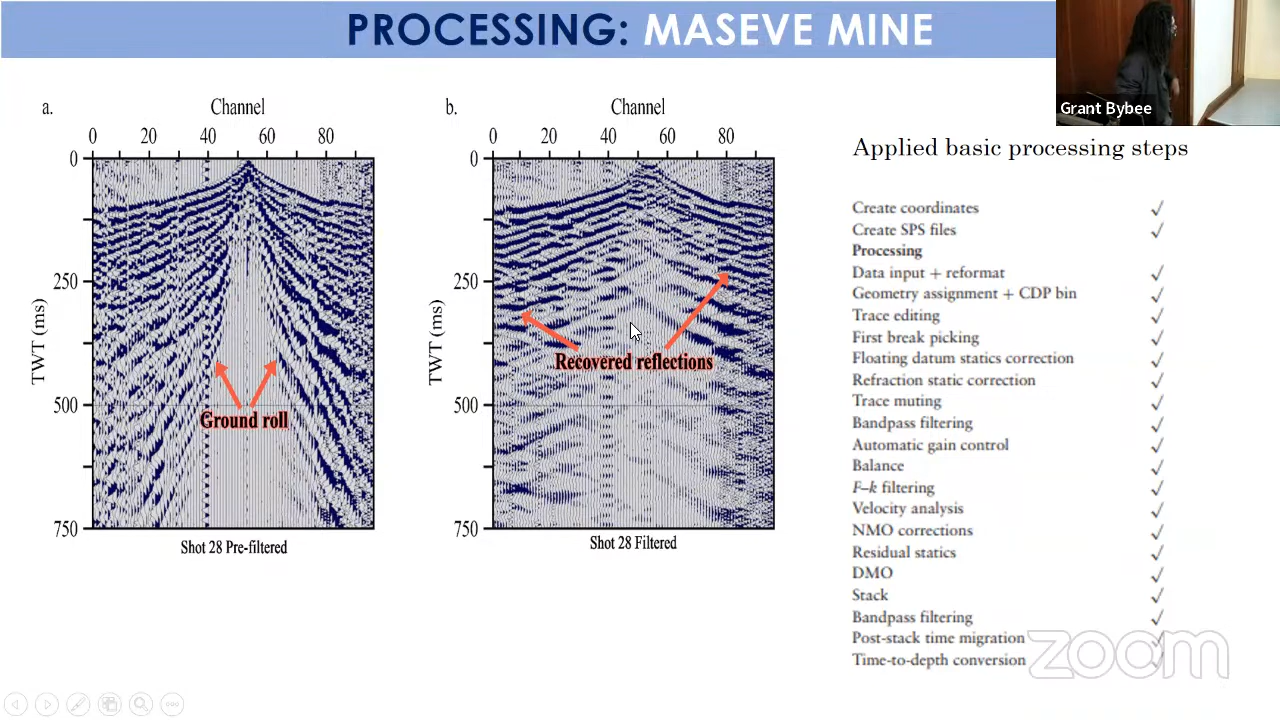 PROCESSING: MASEVE MINE
Grant Bybee
a.
Channel
0 20 40 60 80
0
250
500
750
TWT (ms)
Ground roll
Shot 28 Pre-filtered
b.
Channel
0 20 40 60 80
0
250
500
750
TWT (ms)
Recovered reflections
Shot 28 Filtered
Applied basic processing steps
Create coordinates ✓
Create SPS files ✓
Processing
Data input + reformat ✓
Geometry assignment + CDP bin ✓
Trace editing ✓
First break picking ✓
Floating datum statics correction ✓
Refraction static correction ✓
Trace muting ✓
Bandpass filtering ✓
Automatic gain control ✓
Balance ✓
F–k filtering ✓
Velocity analysis ✓
NMO corrections ✓
Residual statics ✓
DMO ✓
Stack ✓
Bandpass filtering ✓
Post-stack time migration ✓
Time-to-depth conversion ✓
zoom